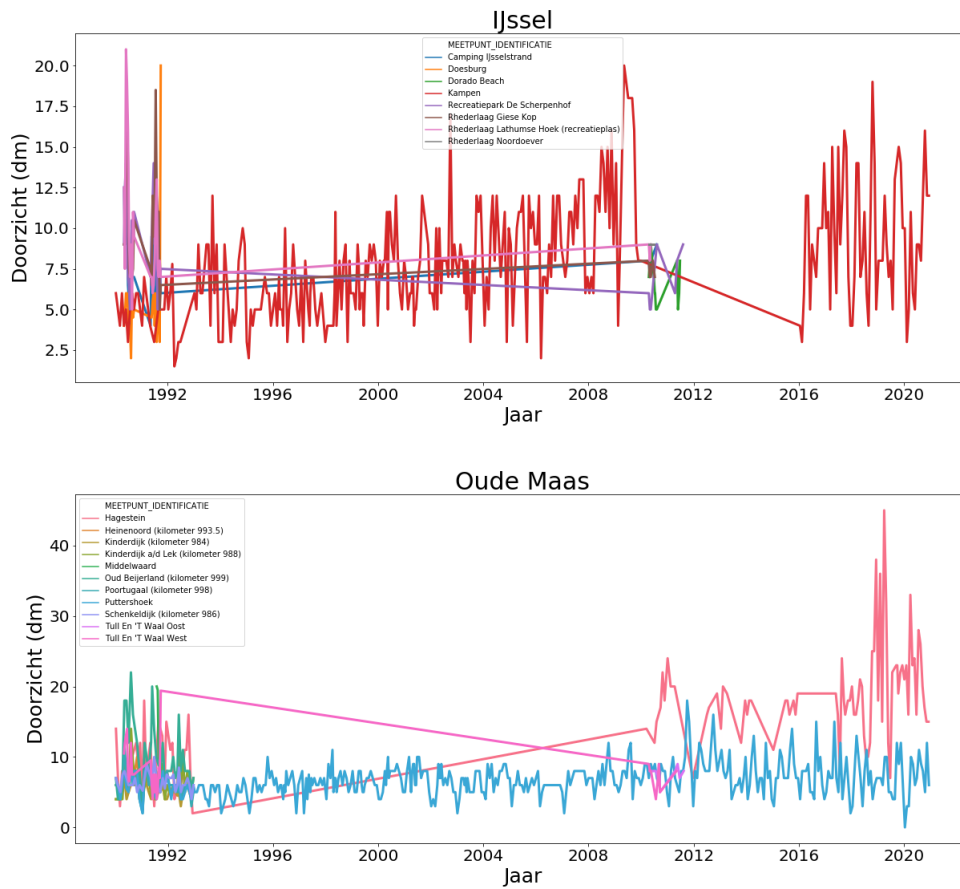 IJssel
MEETPUNT_IDENTIFICATIE
Camping IJsselstrand
Doesburg
Dorado Beach
Kampen
Recreatiepark De Scherpenhof
Rhederlaag Giese Kop
Rhederlaag Lathumse Hoek (recreatieplas)
Rhederlaag Noordoever
Doorzicht (dm)
20.0
17.5
15.0
12.5
10.0
7.5
5.0
2.5
1992 1996 2000 2004 2008 2012 2016 2020
Jaar
Oude Maas
MEETPUNT_IDENTIFICATIE
Hagestein
Heinenoord (kilometer 993.5)
Kinderdijk (kilometer 984)
Kinderdijk a/d Lek (kilometer 988)
Middelwaard
Oud Beijerland (kilometer 999)
Poortugaal (kilometer 998)
Puttershoek
Schenkeldijk (kilometer 986)
Tull En 'T Waal Oost
Tull En 'T Waal West
Doorzicht (dm)
40
30
20
10
0
1992 1996 2000 2004 2008 2012 2016 2020
Jaar